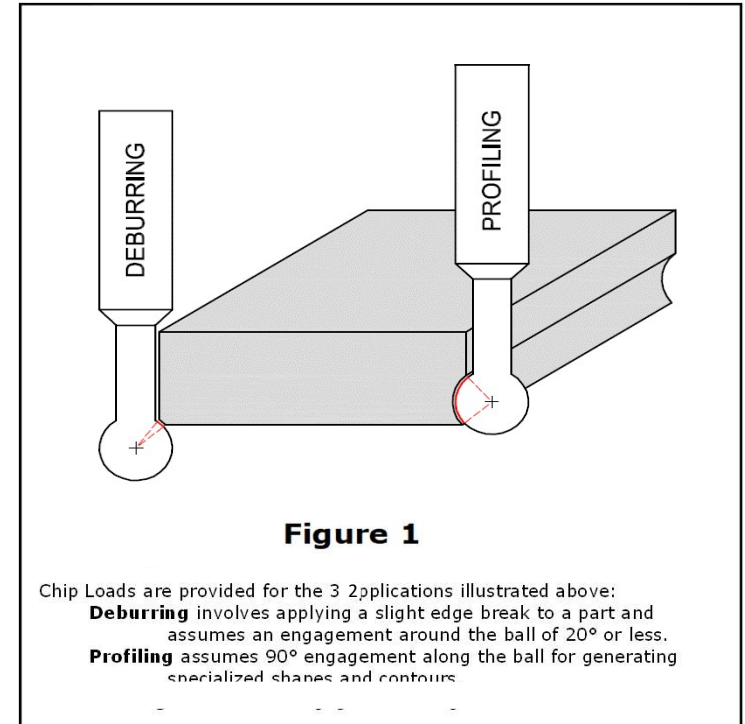 DEBURRING
PROFILING
Figure 1
Chip Loads are provided for the 3 2pplications illustrated above:
Deburring involves applying a slight edge break to a part and
assumes an engagement around the ball of 20° or less.
Profiling assumes 90° engagement along the ball for generating
specialized shapes and contours